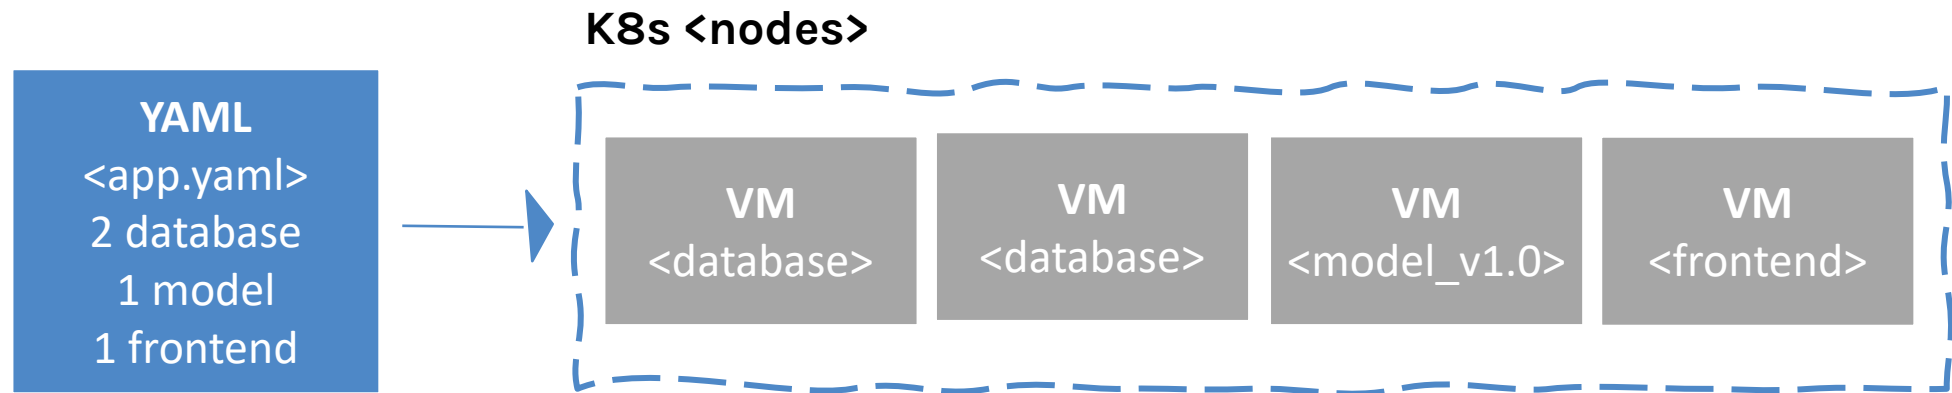 K8s <nodes>
YAML
<app.yaml>
2 database
1 model
1 frontend
VM
<database>
VM
<database>
VM
<model_v1.0>
VM
<frontend>